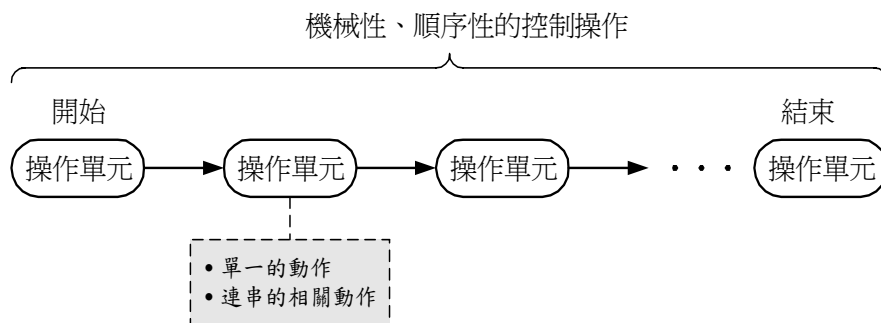 機械性、順序性的控制操作
開始
結束
操作單元
操作單元
操作單元
• • •
操作單元
• 單一的動作
• 連串的相關動作